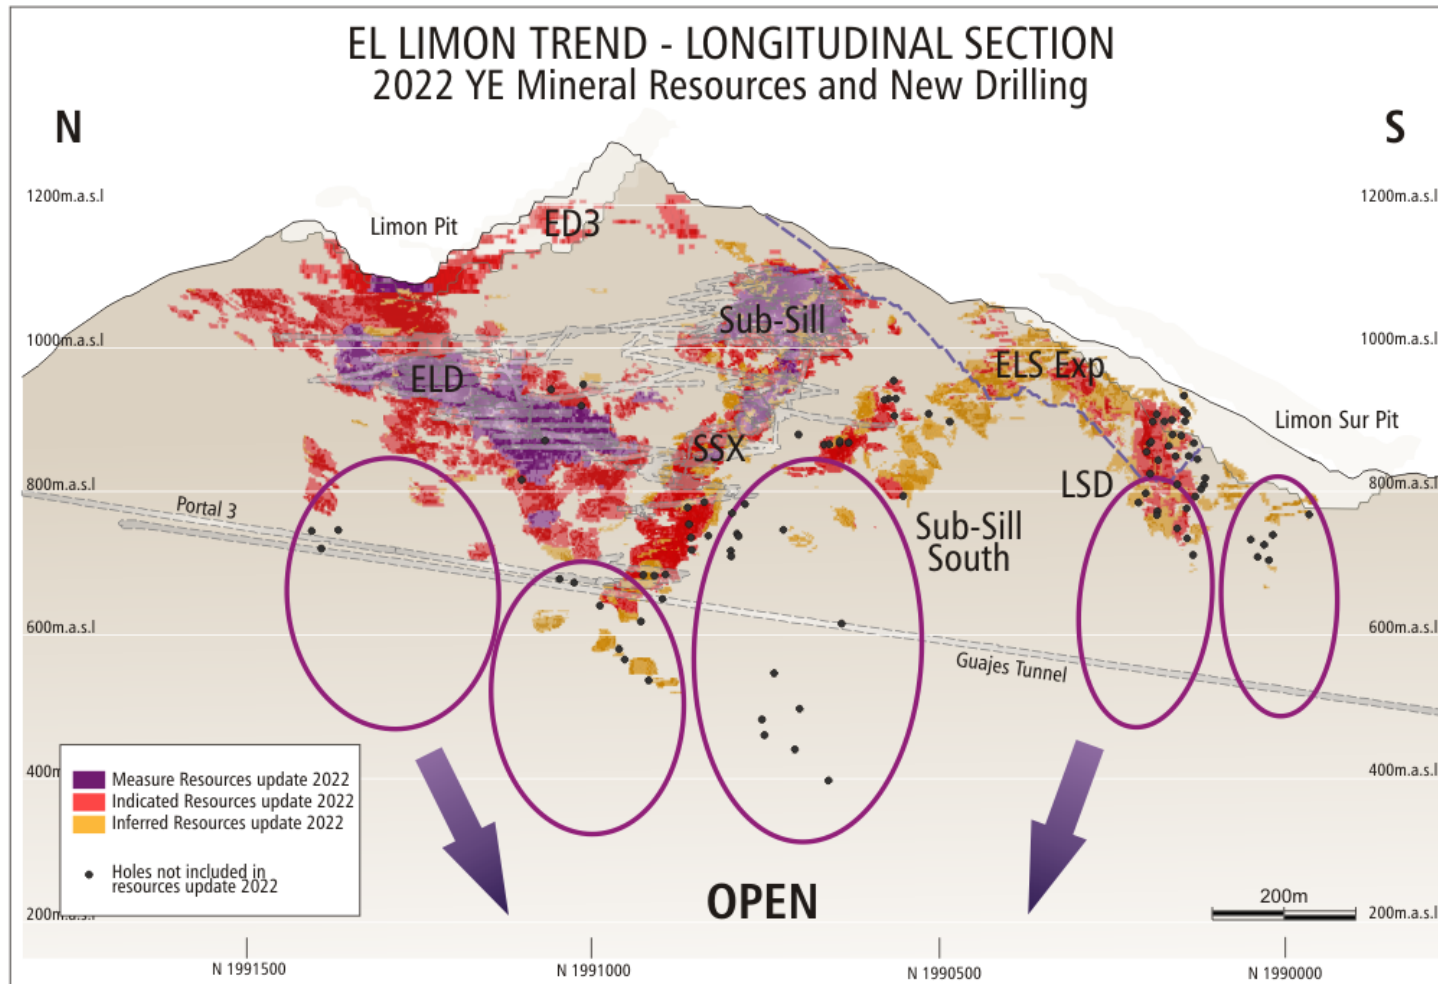 EL LIMON TREND - LONGITUDINAL SECTION
2022 YE Mineral Resources and New Drilling
N
S
1200m.a.s.l
1200m.a.s.l
Limon Pit
ED3
Sub-Sill
1000m.a.s.l
1000m.a.s.l
ELD
ELS Exp
Limon Sur Pit
SSX
800m.a.s.l
LSD
800m.a.s.l
Portal 3
Sub-Sill
South
600m.a.s.l
600m.a.s.l
Guajes Tunnel
400m
400m.a.s.l
Measure Resources update 2022
Indicated Resources update 2022
Inferred Resources update 2022
Holes not included in
resources update 2022
OPEN
200m
200m.a.s.l
200m.a.s.l
N 1991500
N 1991000
N 1990500
N 1990000